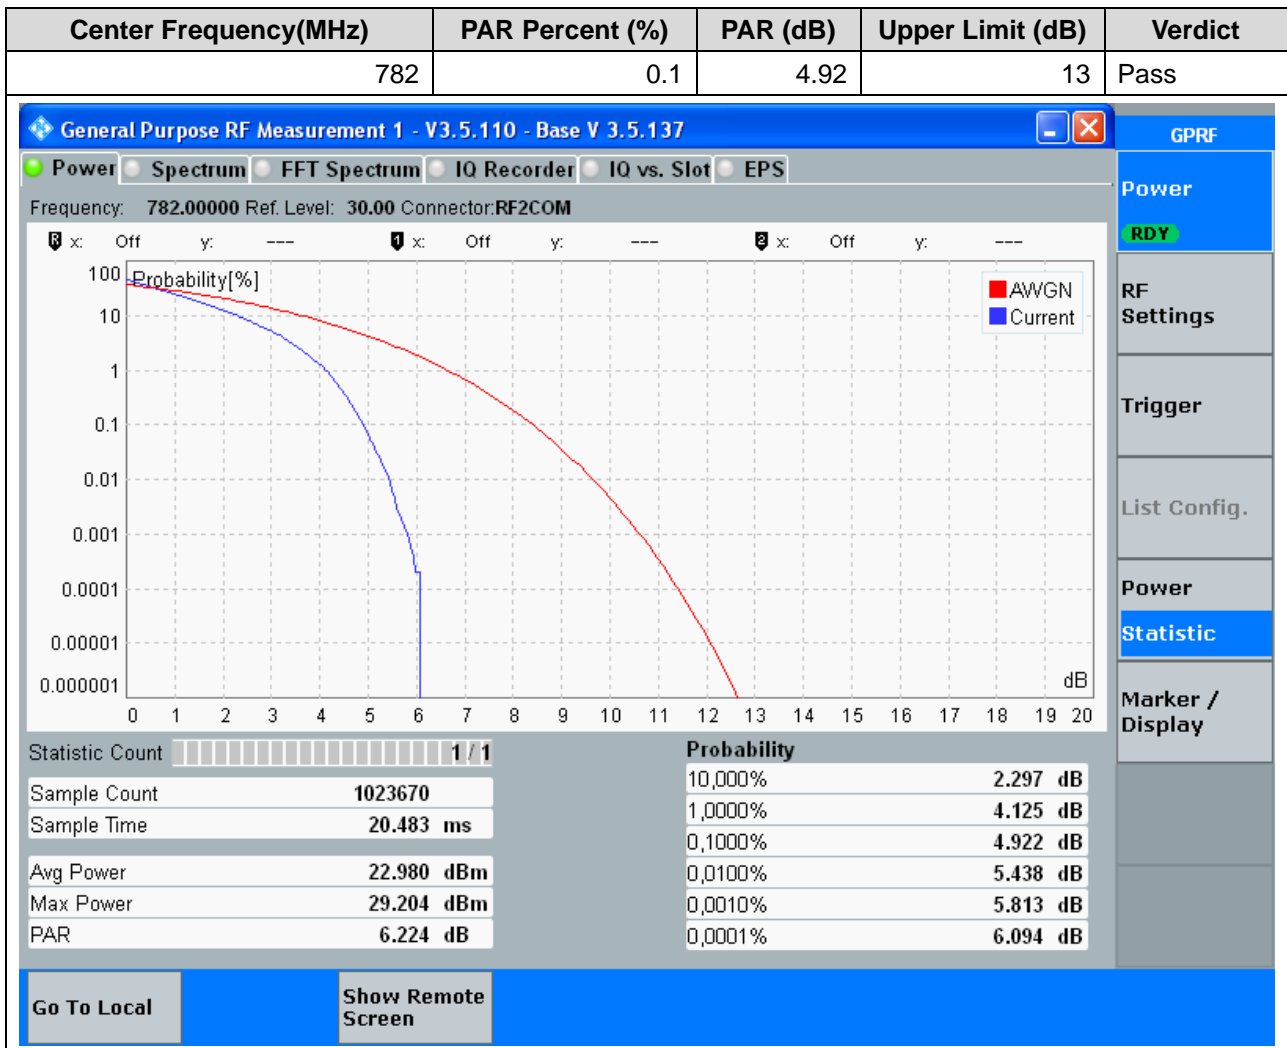 Center Frequency(MHz) PAR Percent (%) PAR (dB) Upper Limit (dB) Verdict
782 0.1 4.92 13 Pass
General Purpose RF Measurement 1 - V3.5.110 - Base V 3.5.137
GPRF
Power Spectrum FFT Spectrum IQ Recorder IQ vs. Slot EPS
Power
RDY
Frequency: 782.00000 Ref. Level: 30.00 Connector:RF2COM
R x: Off y: --- 1 x: Off y: --- 2 x: Off y: ---
Probability[%]
AWGN
Current
100
10
1
0.1
0.01
0.001
0.0001
0.00001
0.000001
dB
0 1 2 3 4 5 6 7 8 9 10 11 12 13 14 15 16 17 18 19 20
RF
Settings
Trigger
List Config.
Power
Statistic
Marker /
Display
Statistic Count 1 / 1
Sample Count 1023670
Sample Time 20.483 ms
Avg Power 22.980 dBm
Max Power 29.204 dBm
PAR 6.224 dB
Probability
10,000% 2.297 dB
1,0000% 4.125 dB
0,1000% 4.922 dB
0,0100% 5.438 dB
0,0010% 5.813 dB
0,0001% 6.094 dB
Go To Local
Show Remote
Screen